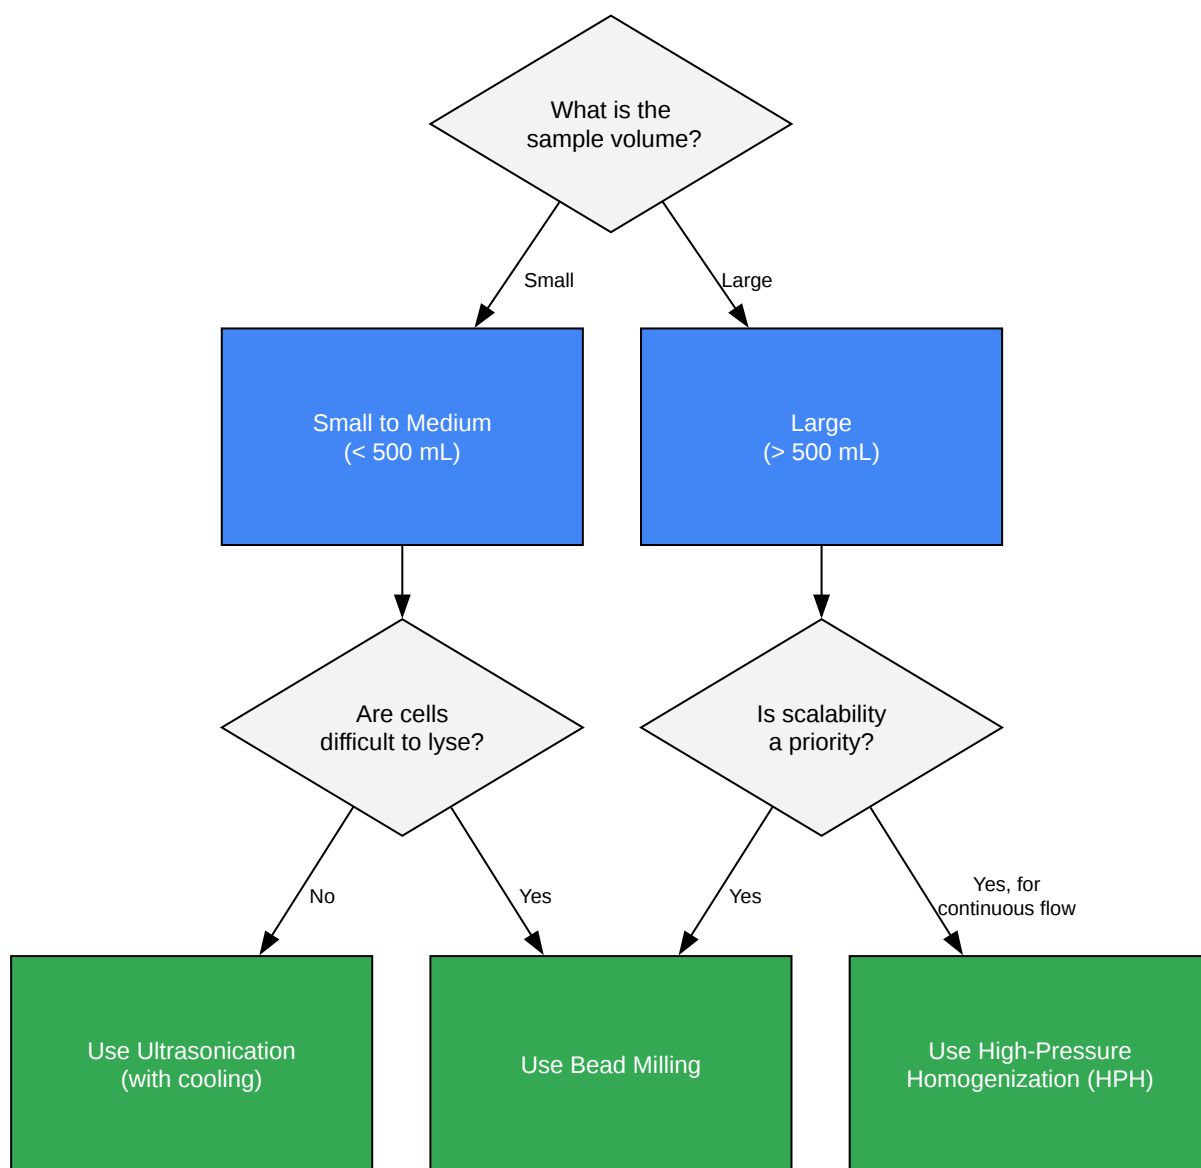 What is the
sample volume?
Small
Large
Small to Medium
(< 500 mL)
Large
(> 500 mL)
Are cells
difficult to lyse?
Is scalability
a priority?
No
Yes
Yes
Yes, for
continuous flow
Use Ultrasonication
(with cooling)
Use Bead Milling
Use High-Pressure
Homogenization (HPH)